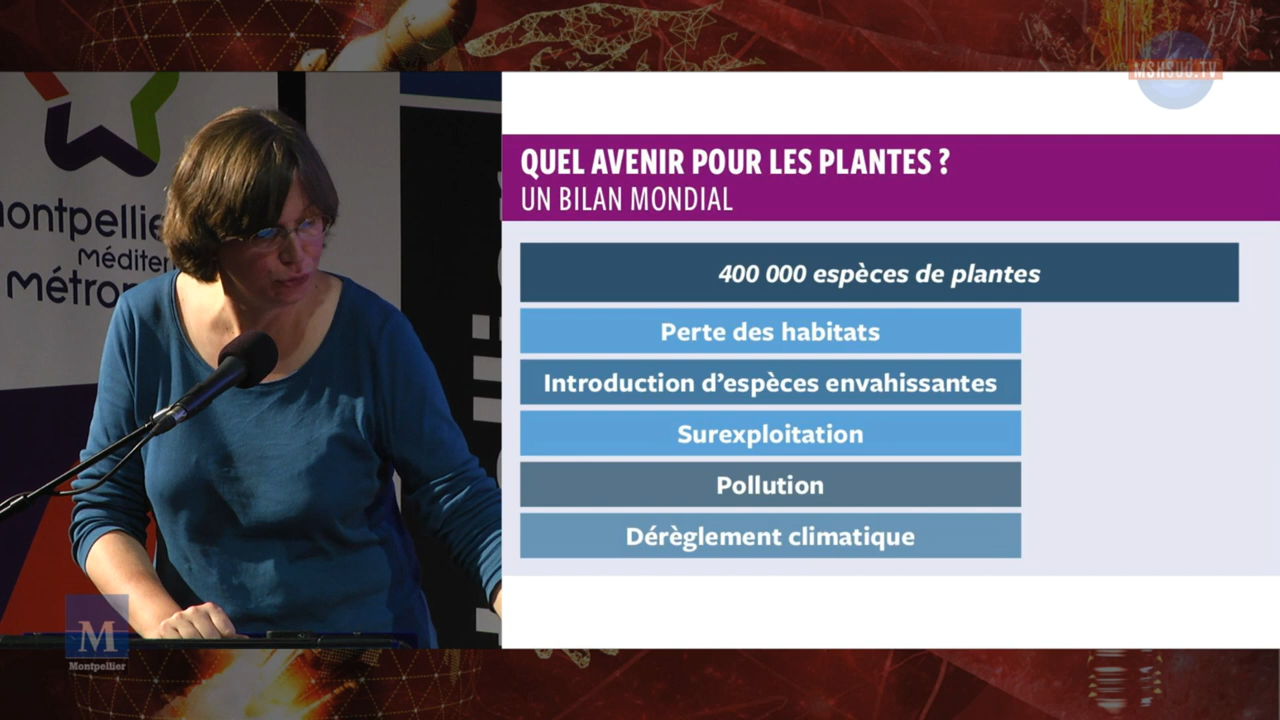 MSHSUD.TV
QUEL AVENIR POUR LES PLANTES ?
UN BILAN MONDIAL
400 000 espèces de plantes
Perte des habitats
Introduction d’espèces envahissantes
Surexploitation
Pollution
Dérèglement climatique
montpellie
méditer
métro
M
Montpellier